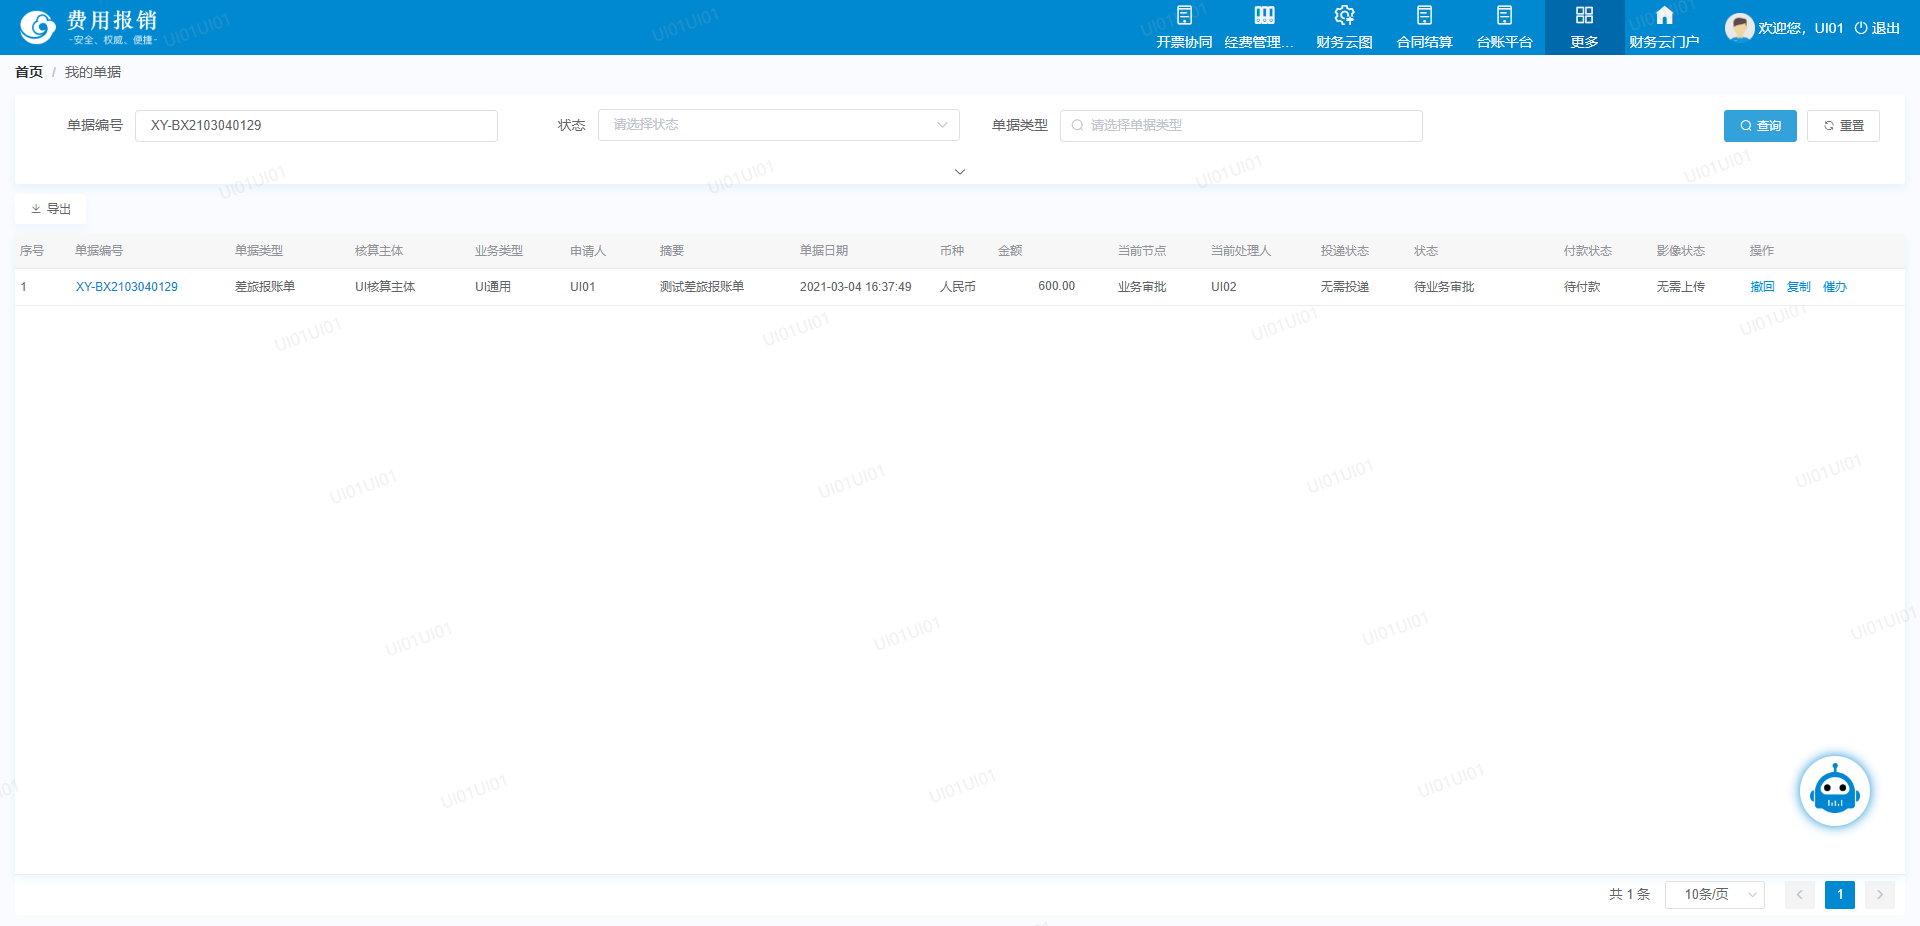 费用报销
-安全、权威、便捷-
开票协同 经费管理... 财务云图 合同结算 台账平台 更多 财务云门户 欢迎您，UI01 退出
首页 / 我的单据
单据编号 XY-BX2103040129 状态 请选择状态 单据类型 请选择单据类型 查询 重置
导出
序号 单据编号 单据类型 核算主体 业务类型 申请人 摘要 单据日期 币种 金额 当前节点 当前处理人 投递状态 状态 付款状态 影像状态 操作
1 XY-BX2103040129 差旅报账单 UI核算主体 UI通用 UI01 测试差旅报账单 2021-03-04 16:37:49 人民币 600.00 业务审批 UI02 无需投递 待业务审批 待付款 无需上传 撤回 复制 催办
共 1 条 10条/页 1
UI01UI01